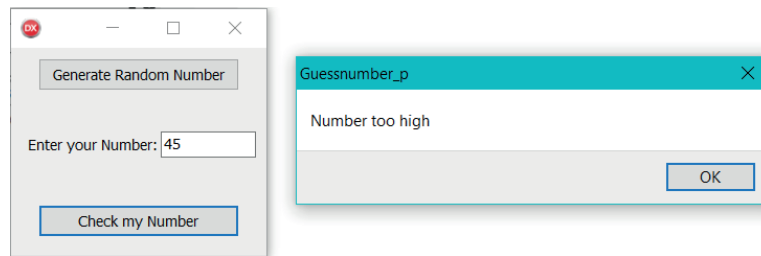 DX
Generate Random Number
Enter your Number: 45
Check my Number
Guessnumber_p
Number too high
OK